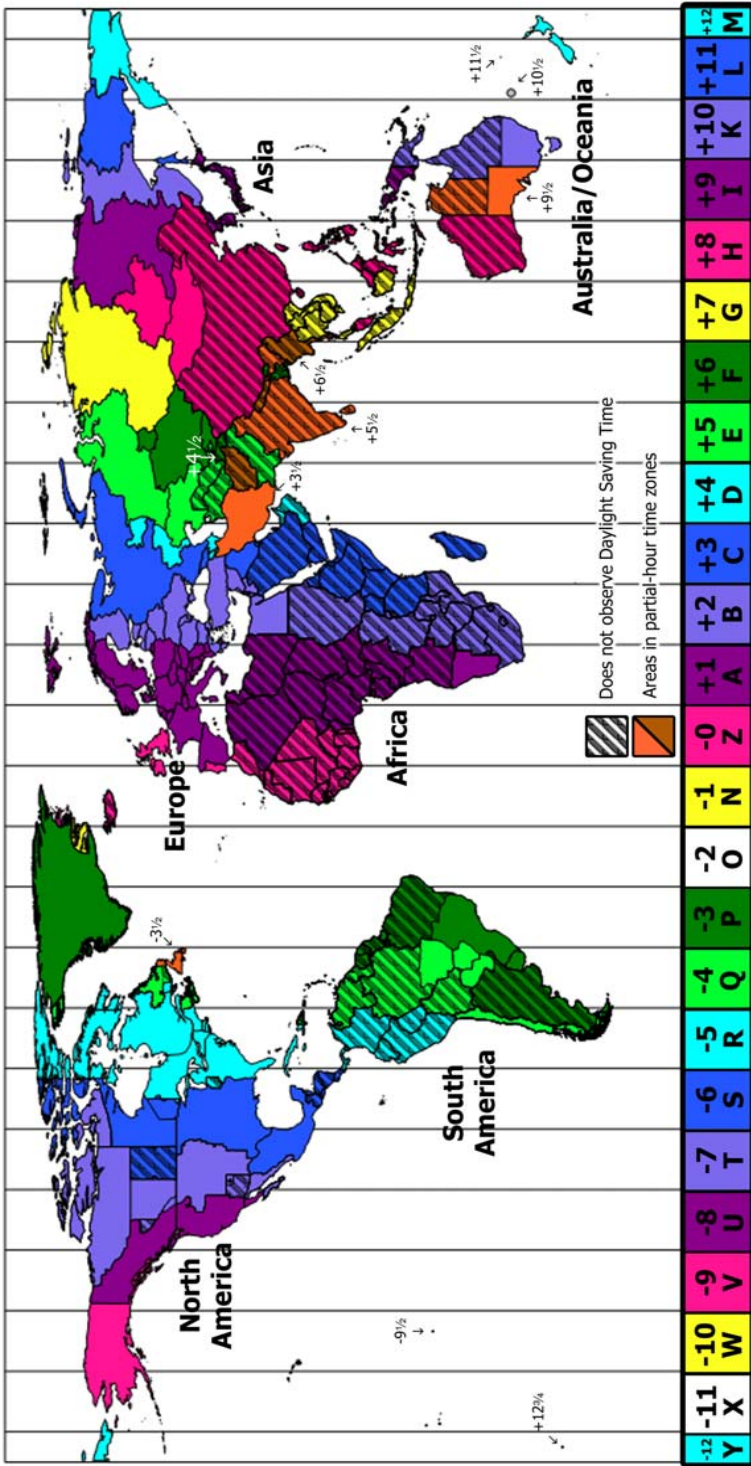 Asia
Europe
Africa
North
America
South
America
Australia/Oceania
+11½
+10½
+9½
+6½
+5½
+4½
+3½
-3½
-9½
+12¾
Does not observe Daylight Saving Time
Areas in partial-hour time zones
-12 -11 -10 -9 -8 -7 -6 -5 -4 -3 -2 -1 -0 +1 +2 +3 +4 +5 +6 +7 +8 +9 +10 +11 +12
Y X W V U T S R Q P O N Z A B C D E F G H I K L M